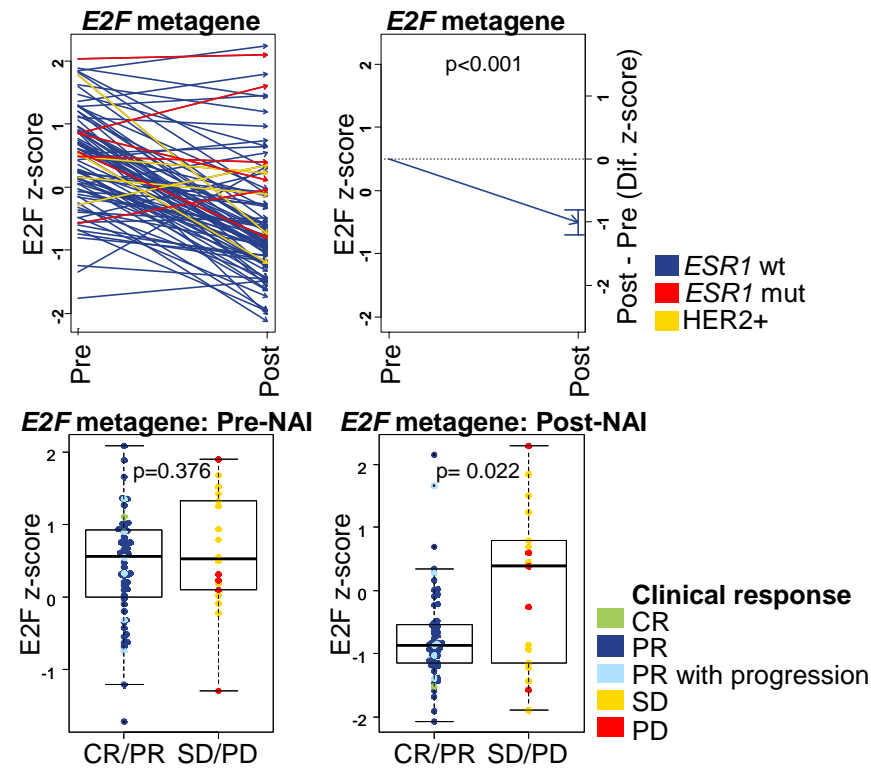 E2F metagene
E2F z-score
2
1
0
-1
-2
Pre
Post
E2F metagene
p<0.001
E2F z-score
2
1
0
-1
-2
Pre
Post
1
0
-1
-2
Post - Pre (Dif. z-score)
ESR1 wt
ESR1 mut
HER2+
E2F metagene: Pre-NAI
p=0.376
E2F z-score
2
1
0
-1
CR/PR
SD/PD
E2F metagene: Post-NAI
p= 0.022
E2F z-score
2
1
0
-1
-2
CR/PR
SD/PD
Clinical response
CR
PR
PR with progression
SD
PD